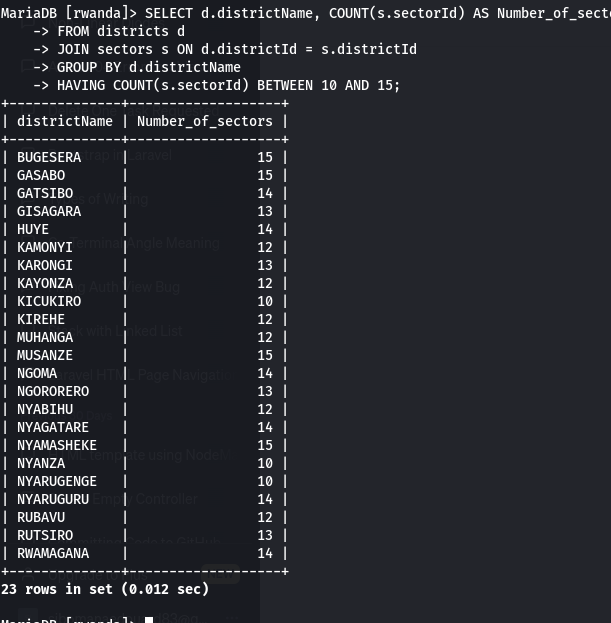 MariaDB [rwanda]> SELECT d.districtName, COUNT(s.sectorId) AS Number_of_secto
    -> FROM districts d
    -> JOIN sectors s ON d.districtId = s.districtId
    -> GROUP BY d.districtName
    -> HAVING COUNT(s.sectorId) BETWEEN 10 AND 15;
+--------------+-------------------+
| districtName | Number_of_sectors |
+--------------+-------------------+
| BUGESERA     |                15 |
| GASABO       |                15 |
| GATSIBO      |                14 |
| GISAGARA     |                13 |
| HUYE         |                14 |
| KAMONYI      |                12 |
| KARONGI      |                13 |
| KAYONZA      |                12 |
| KICUKIRO     |                10 |
| KIREHE       |                12 |
| MUHANGA      |                12 |
| MUSANZE      |                15 |
| NGOMA        |                14 |
| NGORORERO    |                13 |
| NYABIHU      |                12 |
| NYAGATARE    |                14 |
| NYAMASHEKE   |                15 |
| NYANZA       |                10 |
| NYARUGENGE   |                10 |
| NYARUGURU    |                14 |
| RUBAVU       |                12 |
| RUTSIRO      |                13 |
| RWAMAGANA    |                14 |
+--------------+-------------------+
23 rows in set (0.012 sec)
MariaDB [rwanda]>